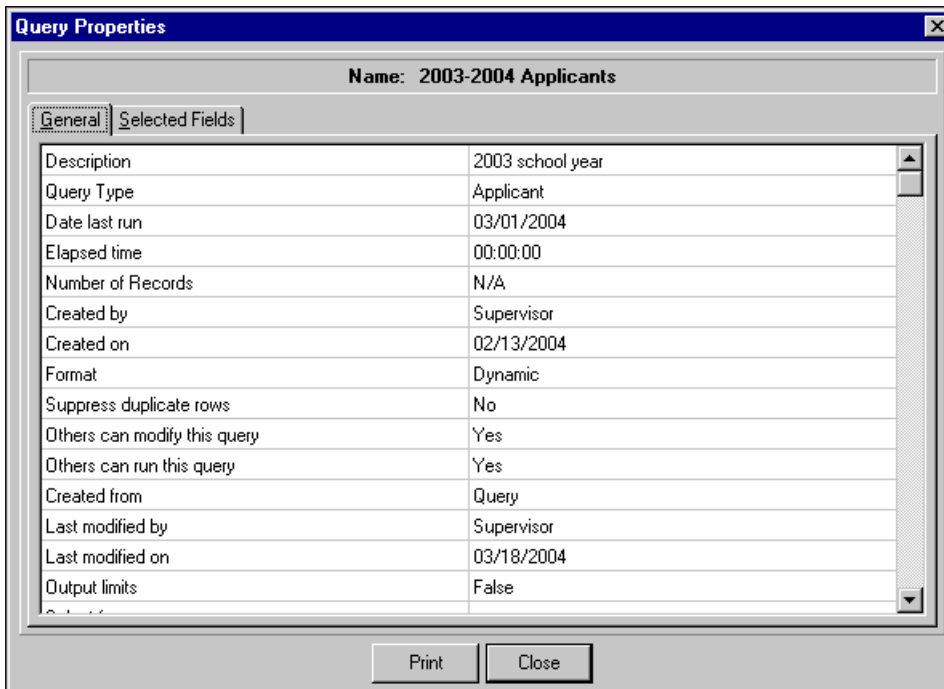 Query Properties
Name: 2003-2004 Applicants
General Selected Fields
Description 2003 school year
Query Type Applicant
Date last run 03/01/2004
Elapsed time 00:00:00
Number of Records N/A
Created by Supervisor
Created on 02/13/2004
Format Dynamic
Suppress duplicate rows No
Others can modify this query Yes
Others can run this query Yes
Created from Query
Last modified by Supervisor
Last modified on 03/18/2004
Output limits False
Print Close